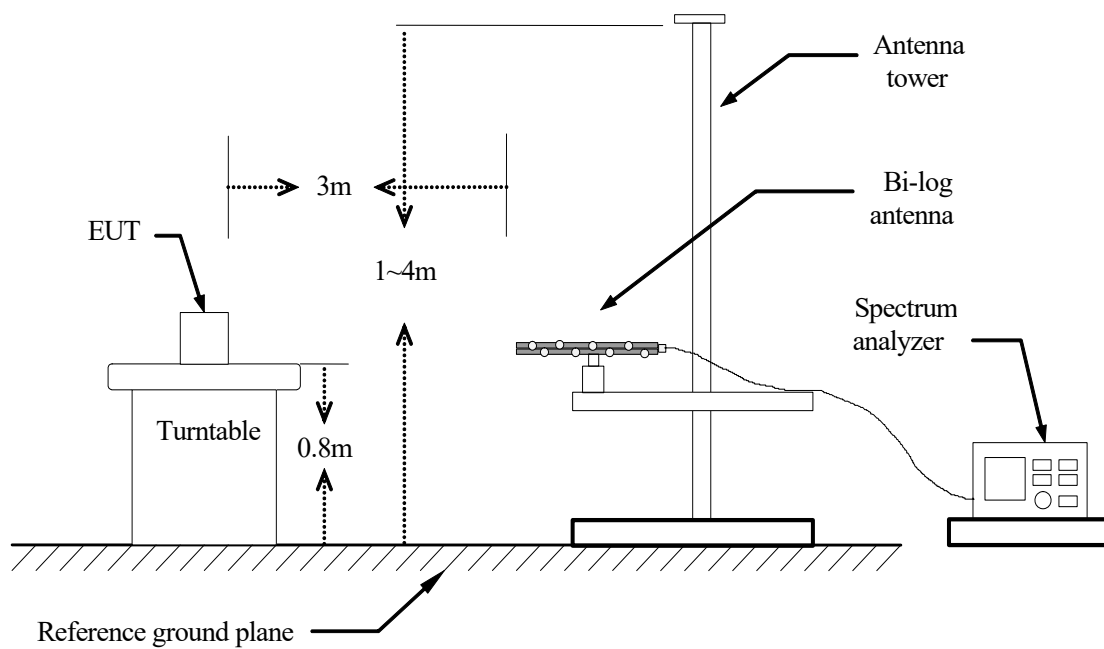 Antenna
tower
3m
Bi-log
antenna
EUT
1~4m
Spectrum
analyzer
Turntable
0.8m
Reference ground plane